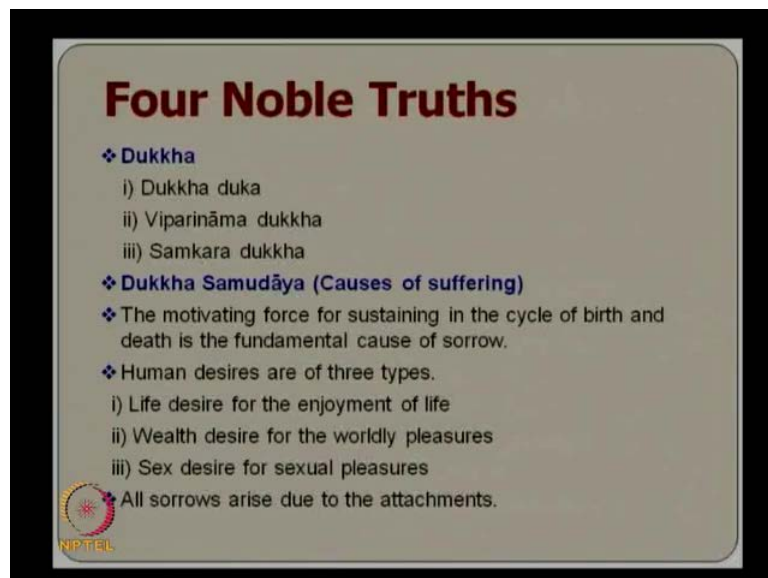 Four Noble Truths
❖ Dukkha
i) Dukkha duka
ii) Viparināma dukkha
iii) Samkara dukkha
❖ Dukkha Samudāya (Causes of suffering)
❖ The motivating force for sustaining in the cycle of birth and
death is the fundamental cause of sorrow.
❖ Human desires are of three types.
i) Life desire for the enjoyment of life
ii) Wealth desire for the worldly pleasures
iii) Sex desire for sexual pleasures
❖ All sorrows arise due to the attachments.
NPTEL